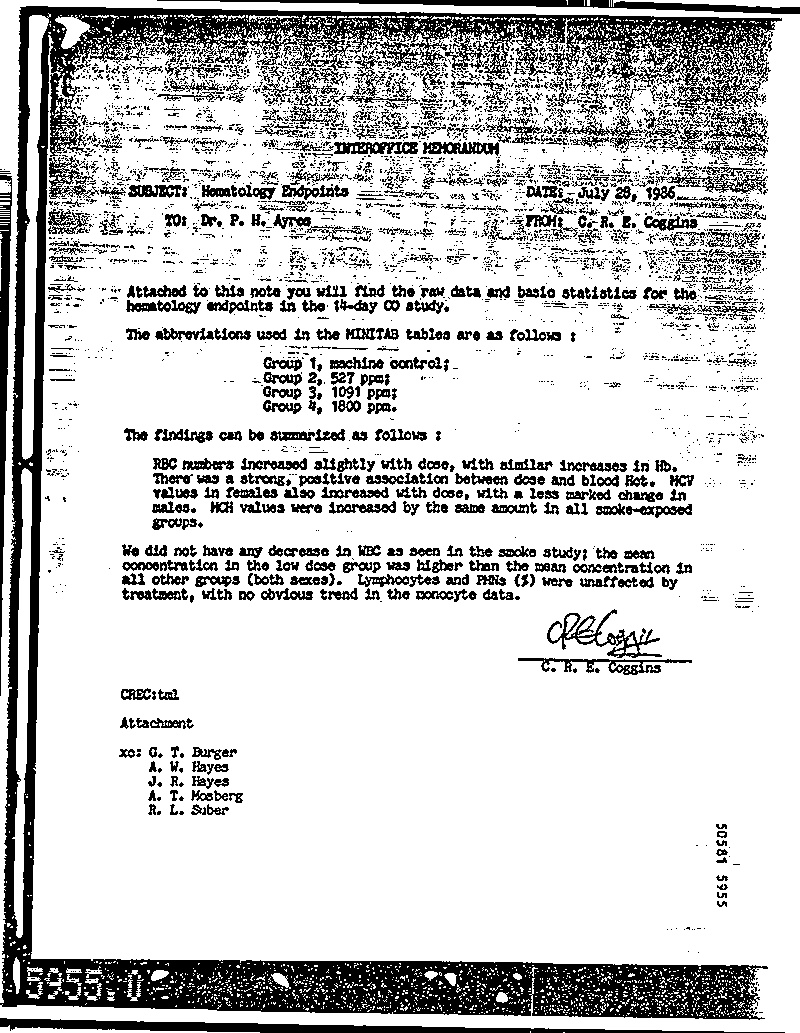 INTEROFFICE MEMORANDUM
SUBJECT: Hematology Endpoints DATE: July 28, 1986
TO: Dr. P. H. Ayres FROM: C. R. E. Coggins
Attached to this note you will find the raw data and basic statistics for the
hematology endpoints in the 14-day CO study.
The abbreviations used in the MINITAB tables are as follows :
Group 1, machine control;
Group 2, 527 ppm;
Group 3, 1091 ppm;
Group 4, 1800 ppm.
The findings can be summarized as follows :
RBC numbers increased slightly with dose, with similar increases in Hb.
There was a strong, positive association between dose and blood Hct. MCV
values in females also increased with dose, with a less marked change in
males. MCH values were increased by the same amount in all smoke-exposed
groups.
We did not have any decrease in WBC as seen in the smoke study; the mean
concentration in the low dose group was higher than the mean concentration in
all other groups (both sexes). Lymphocytes and PMNs (%) were unaffected by
treatment, with no obvious trend in the monocyte data.
CRECoggins
C. R. E. Coggins
CREC:tml
Attachment
xc: G. T. Burger
A. W. Hayes
J. R. Hayes
A. T. Mosberg
R. L. Suber
50581 5955
5955.0